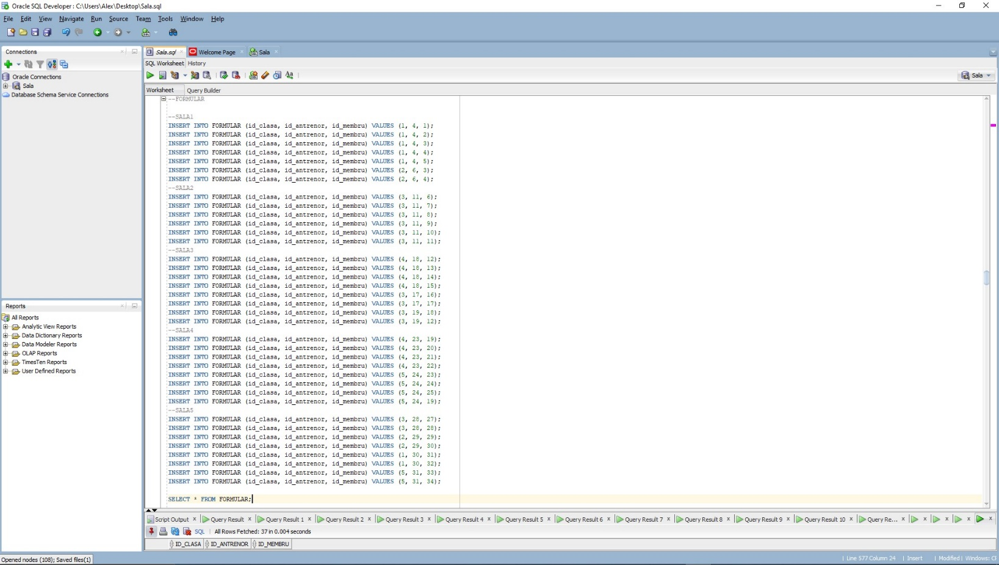 Oracle SQL Developer : C:\Users\Alex\Desktop\Sala.sql
File Edit View Navigate Run Source Team Tools Window Help
Connections
Oracle Connections
Sala
Database Schema Service Connections
Reports
All Reports
Analytic View Reports
Data Dictionary Reports
Data Modeler Reports
OLAP Reports
TimesTen Reports
User Defined Reports
Sala.sql Welcome Page Sala
SQL Worksheet History
Sala
Worksheet Query Builder
--FORMULAR
--SALA1
INSERT INTO FORMULAR (id_clasa, id_antrenor, id_membru) VALUES (1, 4, 1);
INSERT INTO FORMULAR (id_clasa, id_antrenor, id_membru) VALUES (1, 4, 2);
INSERT INTO FORMULAR (id_clasa, id_antrenor, id_membru) VALUES (1, 4, 3);
INSERT INTO FORMULAR (id_clasa, id_antrenor, id_membru) VALUES (1, 4, 4);
INSERT INTO FORMULAR (id_clasa, id_antrenor, id_membru) VALUES (1, 4, 5);
INSERT INTO FORMULAR (id_clasa, id_antrenor, id_membru) VALUES (2, 6, 3);
INSERT INTO FORMULAR (id_clasa, id_antrenor, id_membru) VALUES (2, 6, 4);
--SALA2
INSERT INTO FORMULAR (id_clasa, id_antrenor, id_membru) VALUES (3, 11, 6);
INSERT INTO FORMULAR (id_clasa, id_antrenor, id_membru) VALUES (3, 11, 7);
INSERT INTO FORMULAR (id_clasa, id_antrenor, id_membru) VALUES (3, 11, 8);
INSERT INTO FORMULAR (id_clasa, id_antrenor, id_membru) VALUES (3, 11, 9);
INSERT INTO FORMULAR (id_clasa, id_antrenor, id_membru) VALUES (3, 11, 10);
INSERT INTO FORMULAR (id_clasa, id_antrenor, id_membru) VALUES (3, 11, 11);
--SALA3
INSERT INTO FORMULAR (id_clasa, id_antrenor, id_membru) VALUES (4, 18, 12);
INSERT INTO FORMULAR (id_clasa, id_antrenor, id_membru) VALUES (4, 18, 13);
INSERT INTO FORMULAR (id_clasa, id_antrenor, id_membru) VALUES (4, 18, 14);
INSERT INTO FORMULAR (id_clasa, id_antrenor, id_membru) VALUES (4, 18, 15);
INSERT INTO FORMULAR (id_clasa, id_antrenor, id_membru) VALUES (3, 17, 16);
INSERT INTO FORMULAR (id_clasa, id_antrenor, id_membru) VALUES (3, 17, 17);
INSERT INTO FORMULAR (id_clasa, id_antrenor, id_membru) VALUES (3, 19, 18);
INSERT INTO FORMULAR (id_clasa, id_antrenor, id_membru) VALUES (3, 19, 12);
--SALA4
INSERT INTO FORMULAR (id_clasa, id_antrenor, id_membru) VALUES (4, 23, 19);
INSERT INTO FORMULAR (id_clasa, id_antrenor, id_membru) VALUES (4, 23, 20);
INSERT INTO FORMULAR (id_clasa, id_antrenor, id_membru) VALUES (4, 23, 21);
INSERT INTO FORMULAR (id_clasa, id_antrenor, id_membru) VALUES (4, 23, 22);
INSERT INTO FORMULAR (id_clasa, id_antrenor, id_membru) VALUES (5, 24, 23);
INSERT INTO FORMULAR (id_clasa, id_antrenor, id_membru) VALUES (5, 24, 24);
INSERT INTO FORMULAR (id_clasa, id_antrenor, id_membru) VALUES (5, 24, 25);
INSERT INTO FORMULAR (id_clasa, id_antrenor, id_membru) VALUES (5, 24, 19);
--SALA5
INSERT INTO FORMULAR (id_clasa, id_antrenor, id_membru) VALUES (3, 28, 27);
INSERT INTO FORMULAR (id_clasa, id_antrenor, id_membru) VALUES (3, 28, 28);
INSERT INTO FORMULAR (id_clasa, id_antrenor, id_membru) VALUES (2, 29, 29);
INSERT INTO FORMULAR (id_clasa, id_antrenor, id_membru) VALUES (2, 29, 30);
INSERT INTO FORMULAR (id_clasa, id_antrenor, id_membru) VALUES (1, 30, 31);
INSERT INTO FORMULAR (id_clasa, id_antrenor, id_membru) VALUES (1, 30, 32);
INSERT INTO FORMULAR (id_clasa, id_antrenor, id_membru) VALUES (5, 31, 33);
INSERT INTO FORMULAR (id_clasa, id_antrenor, id_membru) VALUES (5, 31, 34);
SELECT * FROM FORMULAR;
Script Output Query Result Query Result 1 Query Result 2 Query Result 3 Query Result 4 Query Result 5 Query Result 6 Query Result 7 Query Result 8 Query Result 9 Query Result 10 Query Re...
SQL All Rows Fetched: 37 in 0.004 seconds
ID_CLASA ID_ANTRENOR ID_MEMBRU
Opened nodes (108); Saved files(1) | Line 577 Column 24 | Insert | Modified | Windows: CF